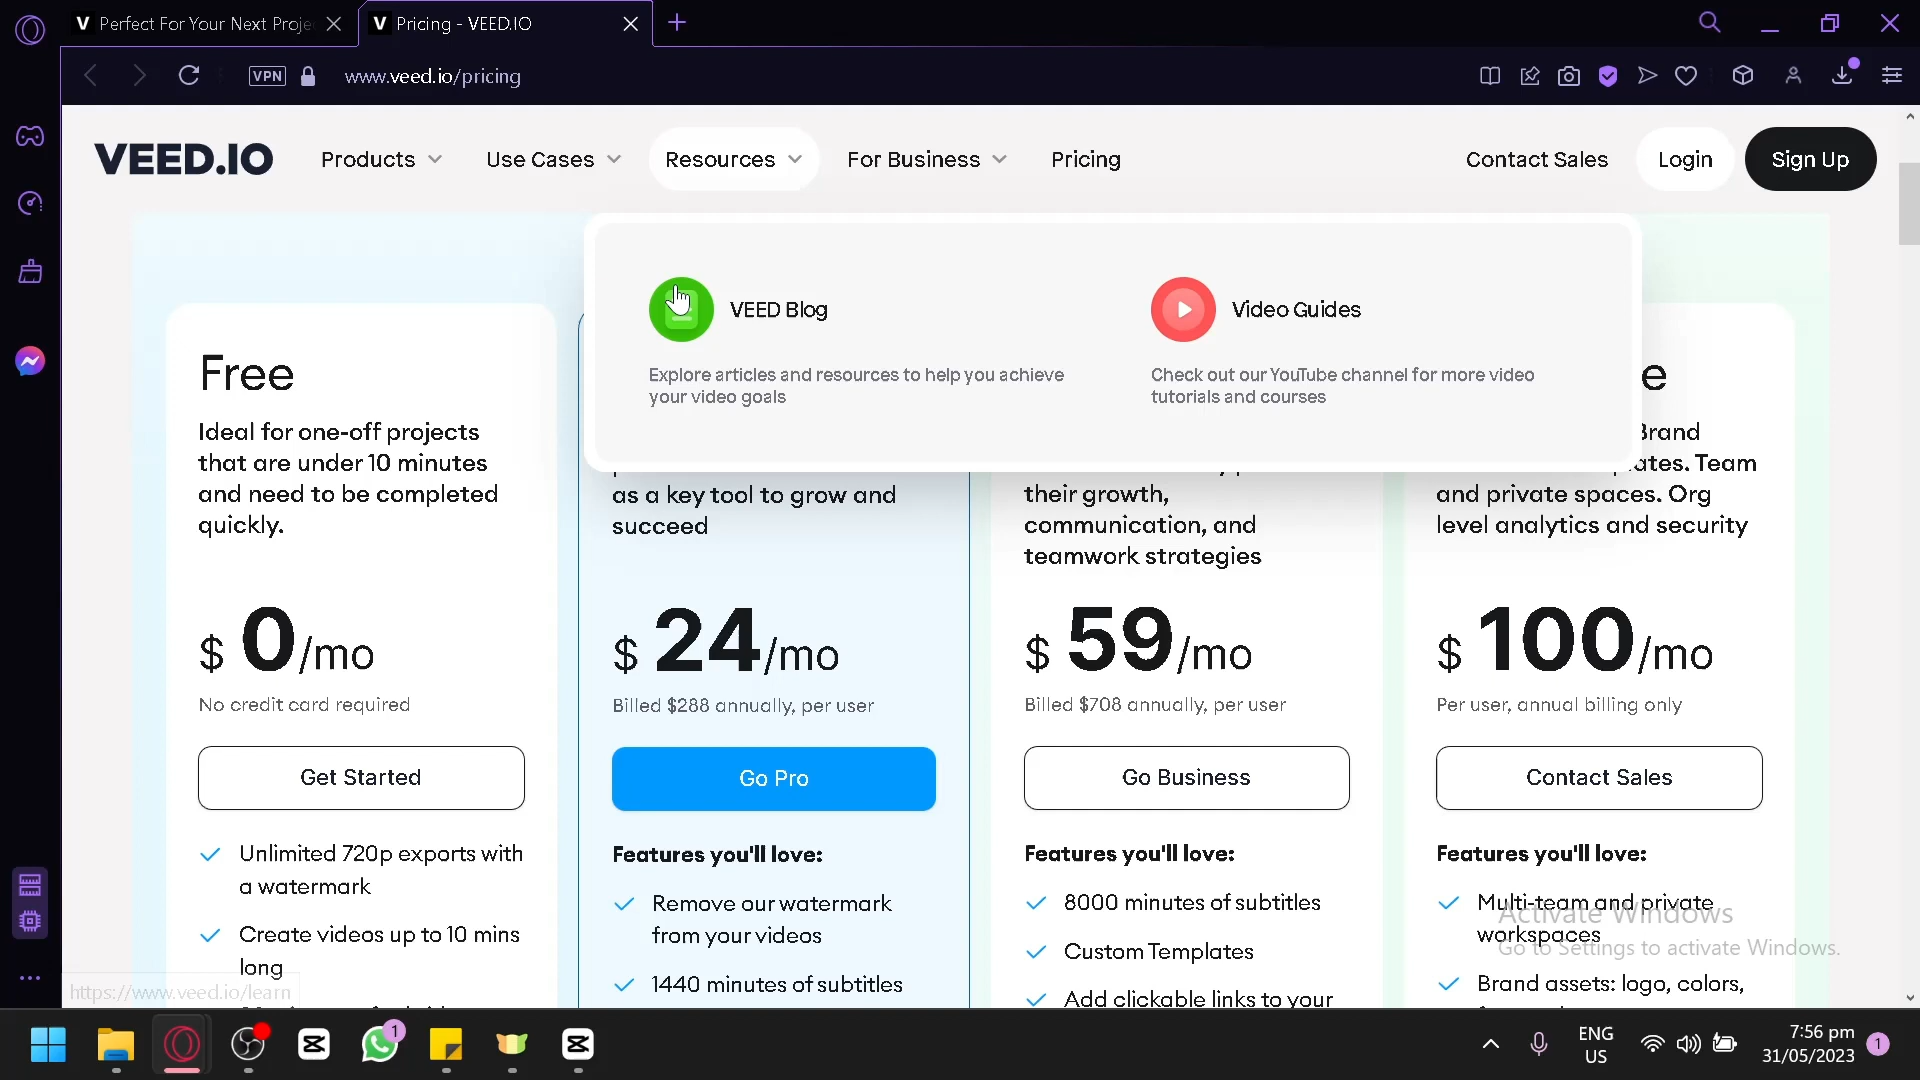 V Perfect For Your Next Proje
V Pricing - VEED.IO
VPN
www.veed.io/pricing
VEED.IO
Products
Use Cases
Resources
For Business
Pricing
Contact Sales
Login
Sign Up
VEED Blog
Explore articles and resources to help you achieve
your video goals
Video Guides
Check out our YouTube channel for more video
tutorials and courses
Free
Ideal for one-off projects
that are under 10 minutes
and need to be completed
quickly.
$ 0/mo
No credit card required
Get Started
Unlimited 720p exports with
a watermark
Create videos up to 10 mins
long
as a key tool to grow and
succeed
$ 24/mo
Billed $288 annually, per user
Go Pro
Features you'll love:
Remove our watermark
from your videos
1440 minutes of subtitles
their growth,
communication, and
teamwork strategies
$ 59/mo
Billed $708 annually, per user
Go Business
Features you'll love:
8000 minutes of subtitles
Custom Templates
Add clickable links to your
e
Brand
ates. Team
and private spaces. Org
level analytics and security
$ 100/mo
Per user, annual billing only
Contact Sales
Features you'll love:
Multi-team and private
workspaces
Brand assets: logo, colors,
Activate Windows
Go to Settings to activate Windows.
https://www.veed.io/learn
1
ENG
US
7:56 pm
31/05/2023
1